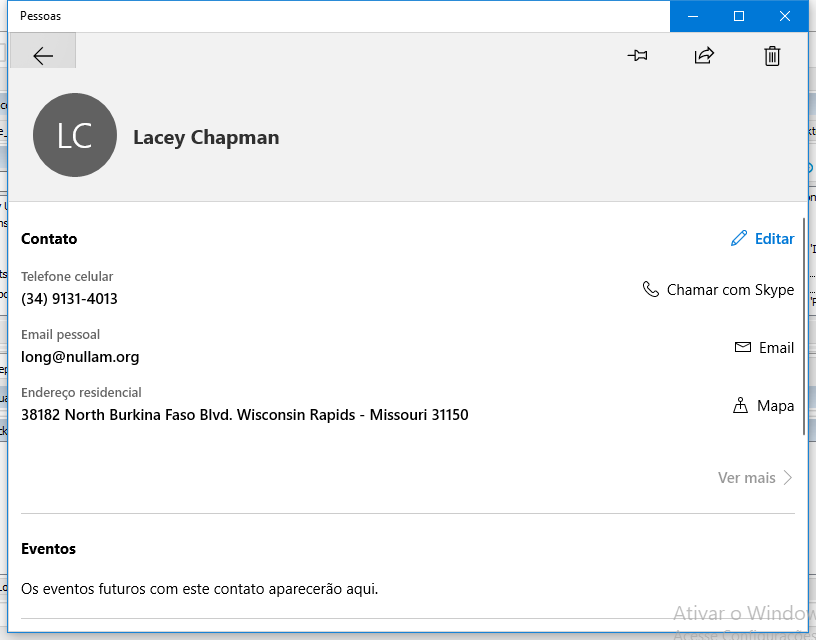 Pessoas
LC
Lacey Chapman
Contato
Editar
Telefone celular
(34) 9131-4013
Chamar com Skype
Email pessoal
long@nullam.org
Email
Endereço residencial
38182 North Burkina Faso Blvd. Wisconsin Rapids - Missouri 31150
Mapa
Ver mais
Eventos
Os eventos futuros com este contato aparecerão aqui.
Ativar o Window
Acesse Configurações